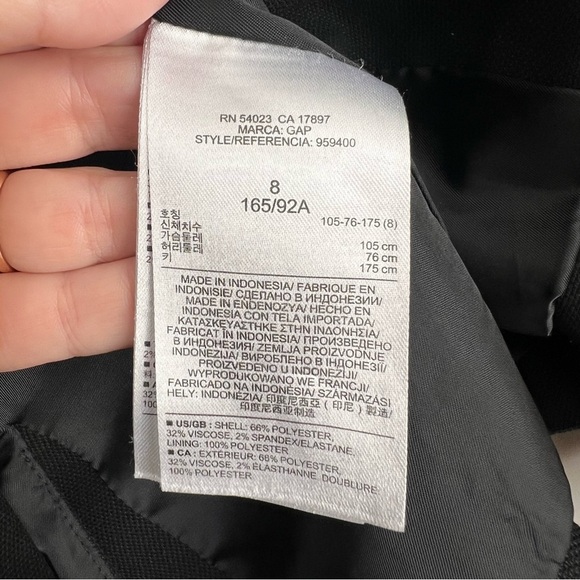 RN 54023 CA 17897
MARCA: GAP
STYLE/REFERENCIA: 959400
8
165/92A
호칭 105-76-175 (8)
신체치수
가슴둘레 105 cm
허리둘레 76 cm
키 175 cm
MADE IN INDONESIA/ FABRIQUE EN
INDONISIE/ СДЕЛАНО В ИНДОНЕЗИИ/
MADE IN ENDENOZYA/ HECHO EN
INDONESIA CON TELA IMPORTADA/
ΚΑΤΑΣΚΕΥΑΣΤΗΚΕ ΣΤΗΝ ΙΝΔΟΝΗΣΙΑ/
FABRICAT ÎN INDONESIA/ ПРОИЗВЕДЕНО
В ИНДОНЕЗИЯ/ ZEMLJA PROIZVODNJE
INDONEZIJA/ ВИРОБЛЕНО В ІНДОНЕЗІЇ/
PROIZVEDENO U INDONEZIJI/
WYPRODUKOWANO WE FRANCJI/
FABRICADO NA INDONÉSIA/ SZÁRMAZÁSI
HELY: INDONÉZIA/ 印度尼西亞 (印尼) 製造/
印度尼西亚制造
US/GB : SHELL: 66% POLYESTER,
32% VISCOSE, 2% SPANDEX/ELASTANE,
LINING: 100% POLYESTER.
CA : EXTÉRIEUR: 66% POLYESTER,
32% VISCOSE, 2% ÉLASTHANNE DOUBLURE:
100% POLYESTER.